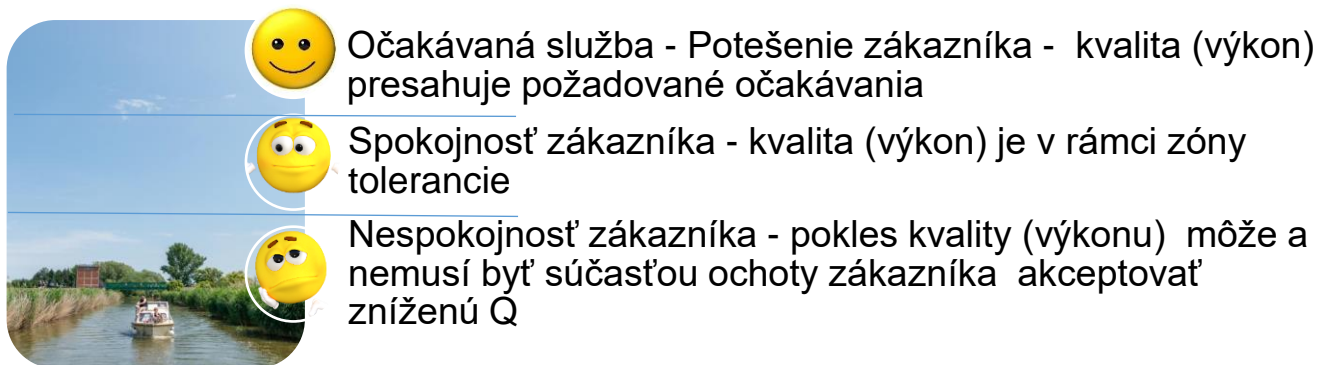 Očakávaná služba - Potešenie zákazníka - kvalita (výkon)
presahuje požadované očakávania
Spokojnosť zákazníka - kvalita (výkon) je v rámci zóny
tolerancie
Nespokojnosť zákazníka - pokles kvality (výkonu) môže a
nemusí byť súčasťou ochoty zákazníka akceptovať
zníženú Q